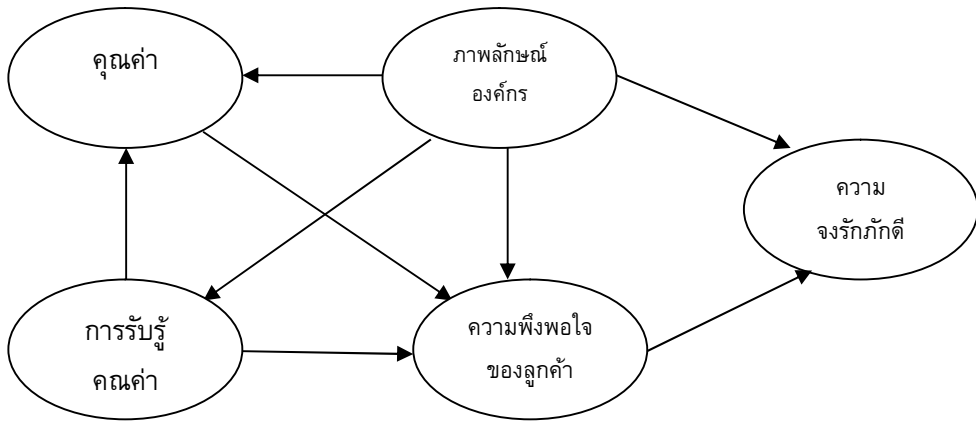 คุณค่า
ภาพลักษณ์
องค์กร
ความ
จงรักภักดี
การรับรู้
คณค่า
ความพึงพอใจ
ของลูกค้า